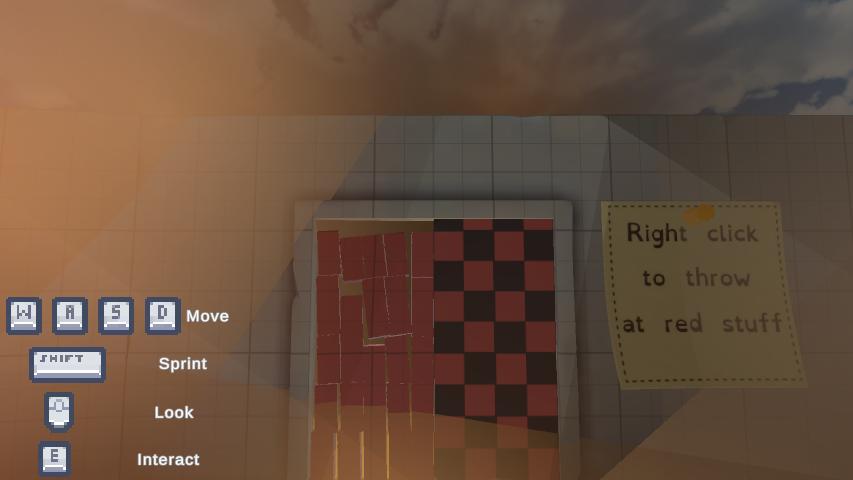 Right click
to throw
at red stuff
W A S D Move
SHIFT Sprint
Look
E Interact